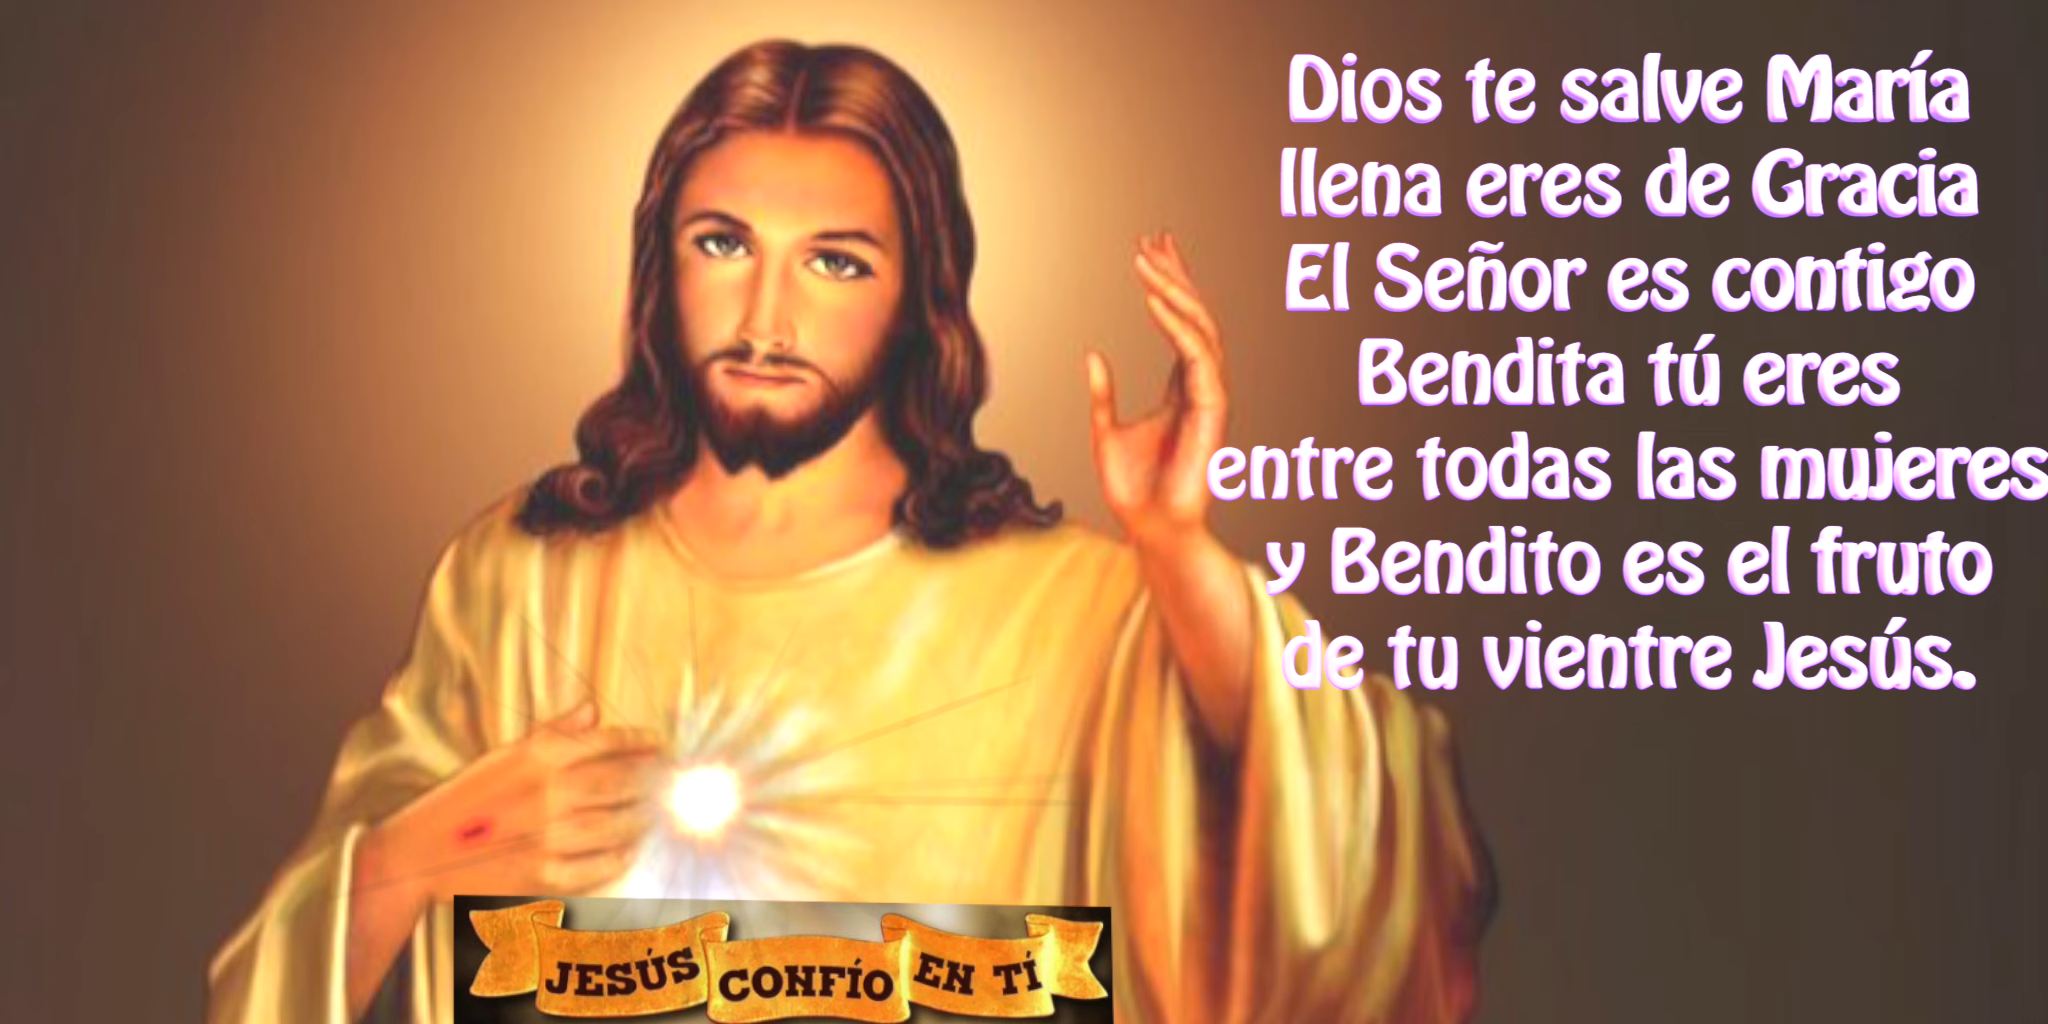 Dios te salve María
llena eres de Gracia
El Señor es contigo
Bendita tú eres
entre todas las mujeres
y Bendito es el fruto
de tu vientre Jesús.
JESÚS CONFÍO EN TÍ